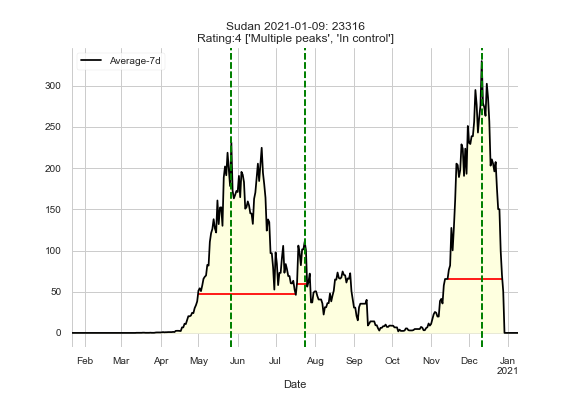 Sudan 2021-01-09: 23316
Rating:4 ['Multiple peaks', 'In control']
Average-7d
300
250
200
150
100
50
0
Feb Mar Apr May Jun Jul Aug Sep Oct Nov Dec Jan
2021
Date